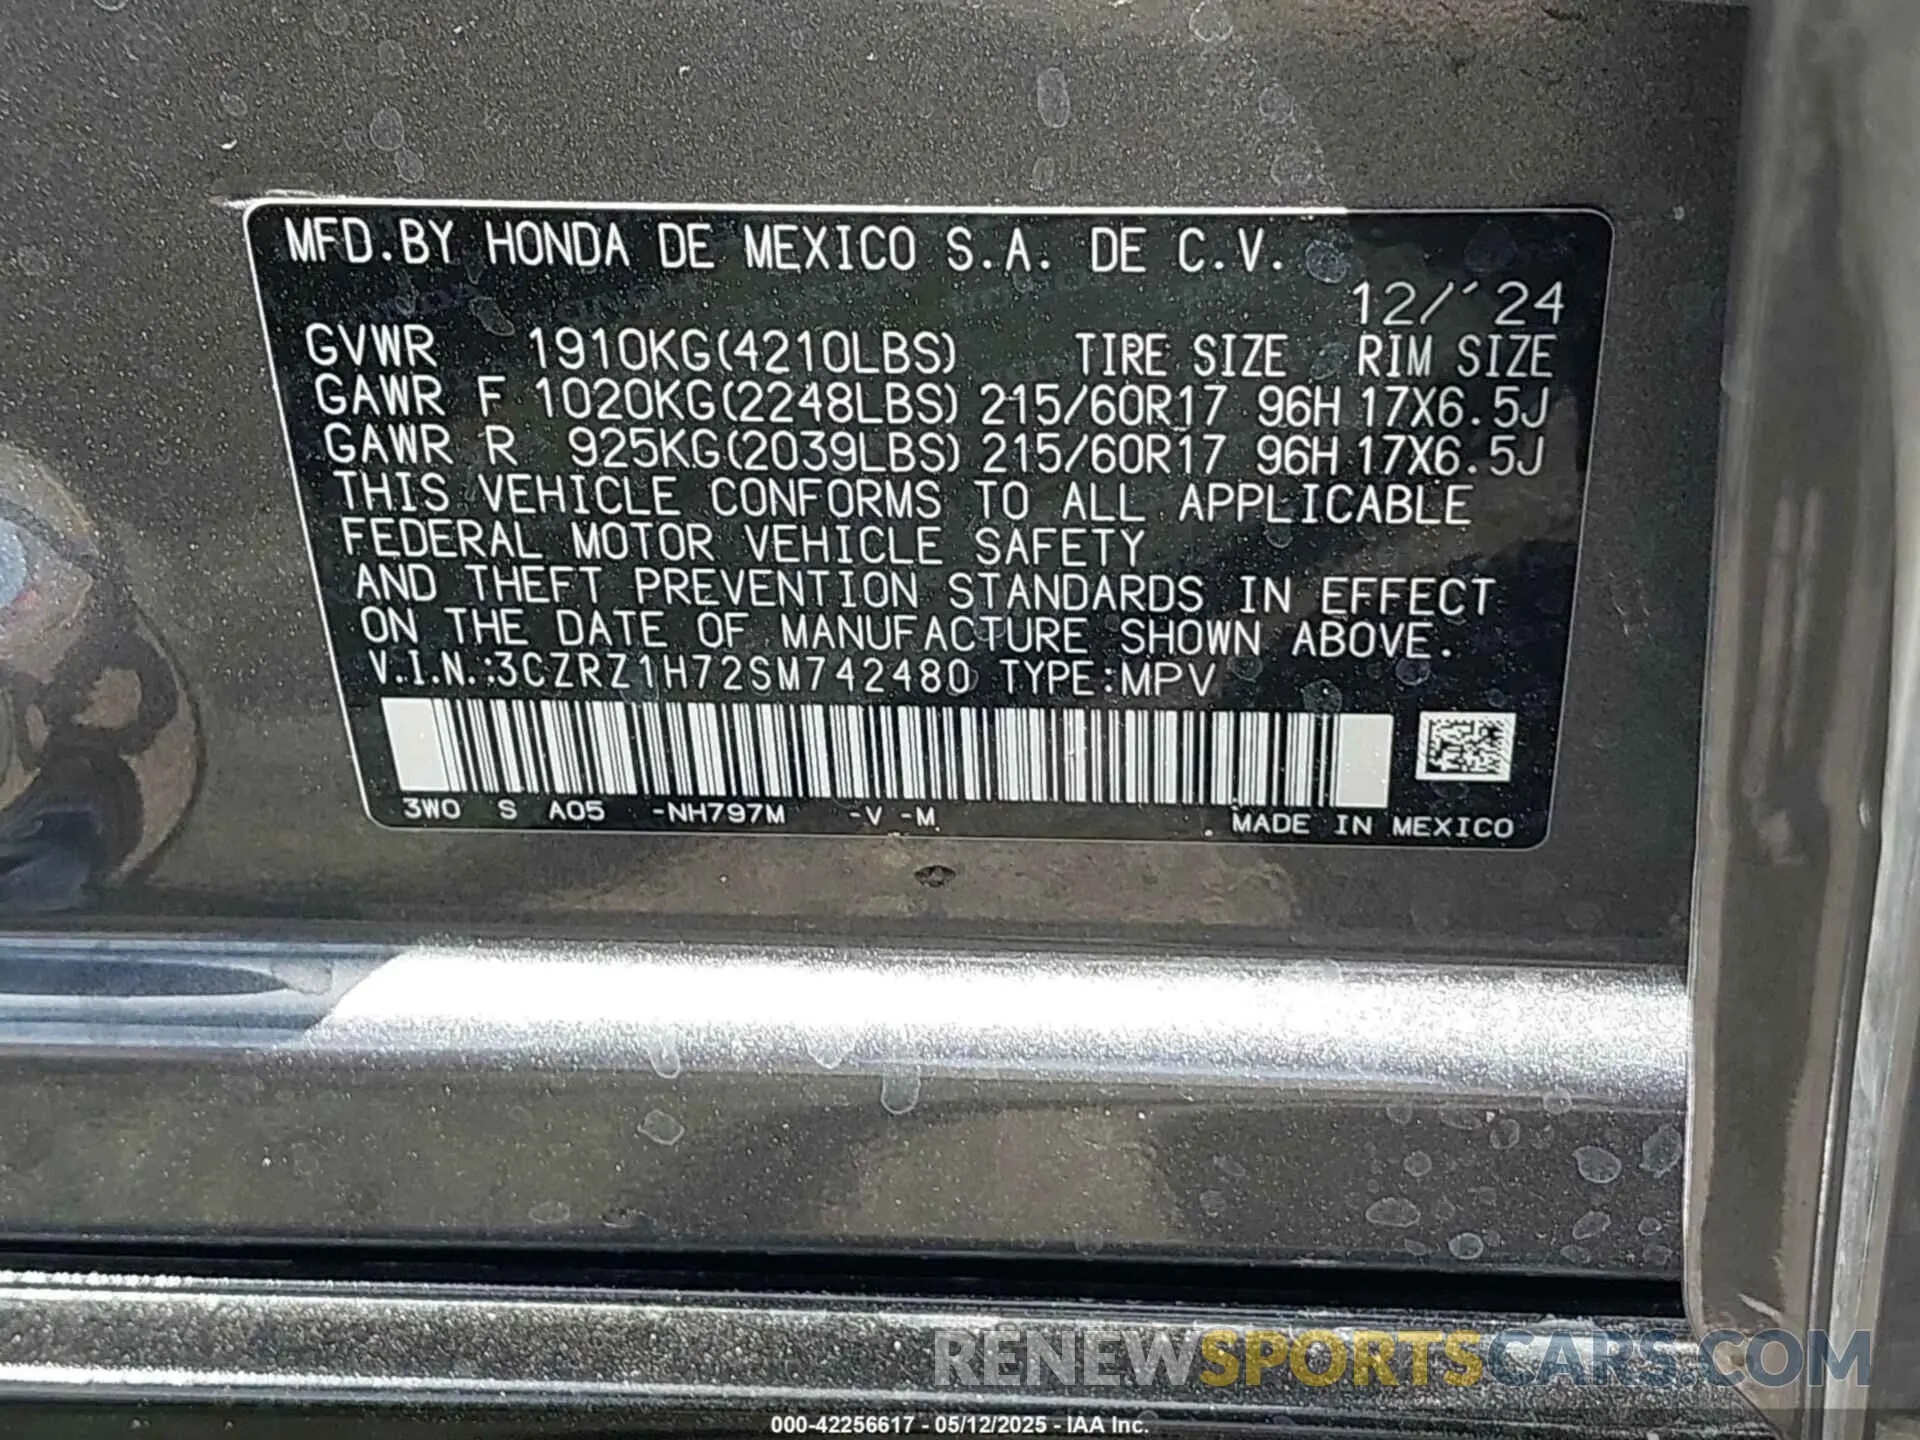 MFD.BY HONDA DE MEXICO S.A. DE C.V.
12/'24
GVWR 1910KG(4210LBS) TIRE SIZE RIM SIZE
GAWR F 1020KG(2248LBS) 215/60R17 96H 17X6.5J
GAWR R 925KG(2039LBS) 215/60R17 96H 17X6.5J
THIS VEHICLE CONFORMS TO ALL APPLICABLE
FEDERAL MOTOR VEHICLE SAFETY
AND THEFT PREVENTION STANDARDS IN EFFECT
ON THE DATE OF MANUFACTURE SHOWN ABOVE.
V.I.N.:3CZRZ1H72SM742480 TYPE:MPV
3W0 S A05 -NH797M -V -M MADE IN MEXICO
RENEWSPORTSCARS.COM
000-42256617 - 05/12/2025 - IAA Inc.